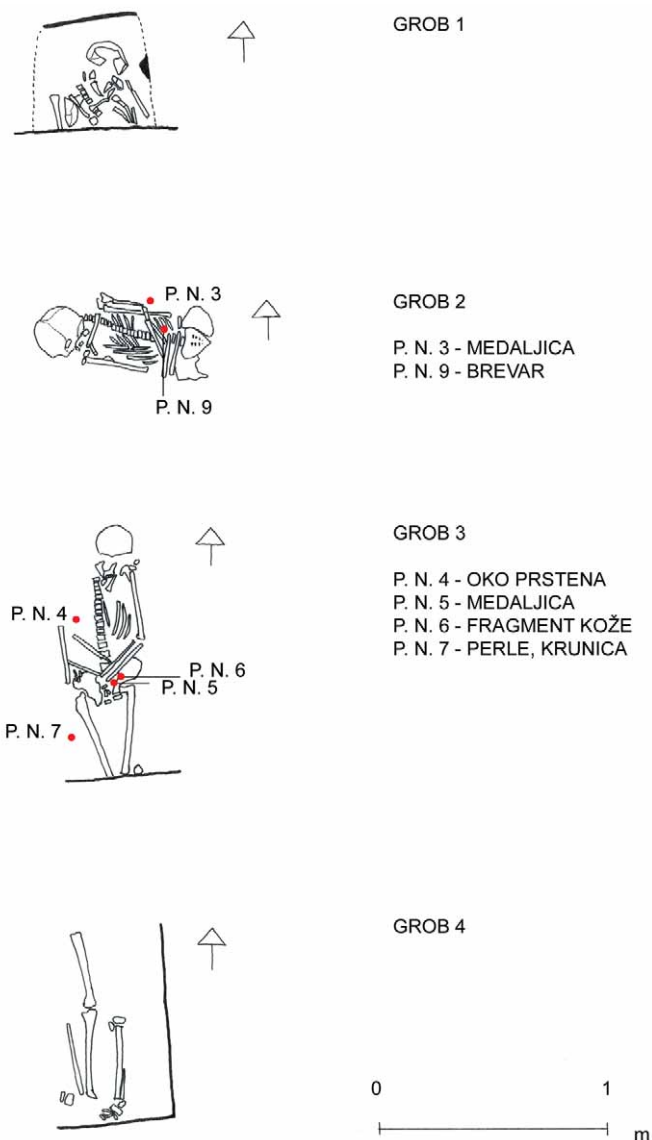 GROB 1
P. N. 3
P. N. 9
GROB 2
P. N. 3 - MEDALJICA
P. N. 9 - BREVAR
P. N. 4
P. N. 6
P. N. 5
P. N. 7
GROB 3
P. N. 4 - OKO PRSTENA
P. N. 5 - MEDALJICA
P. N. 6 - FRAGMENT KOŽE
P. N. 7 - PERLE, KRUNICA
GROB 4
0 1
m